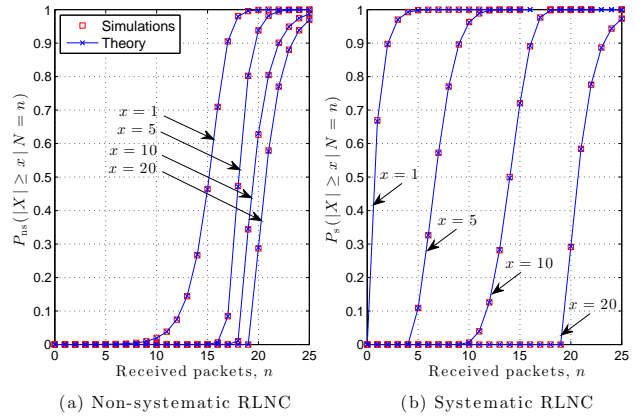 Simulations
Theory
x = 1
x = 5
x = 10
x = 20
P_ns(|X| ≥ x | N = n)
1
0.9
0.8
0.7
0.6
0.5
0.4
0.3
0.2
0.1
0
0 5 10 15 20 25
Received packets, n
(a) Non-systematic RLNC
P_s(|X| ≥ x | N = n)
1
0.9
0.8
0.7
0.6
0.5
0.4
0.3
0.2
0.1
0
x = 1
x = 5
x = 10
x = 20
0 5 10 15 20 25
Received packets, n
(b) Systematic RLNC